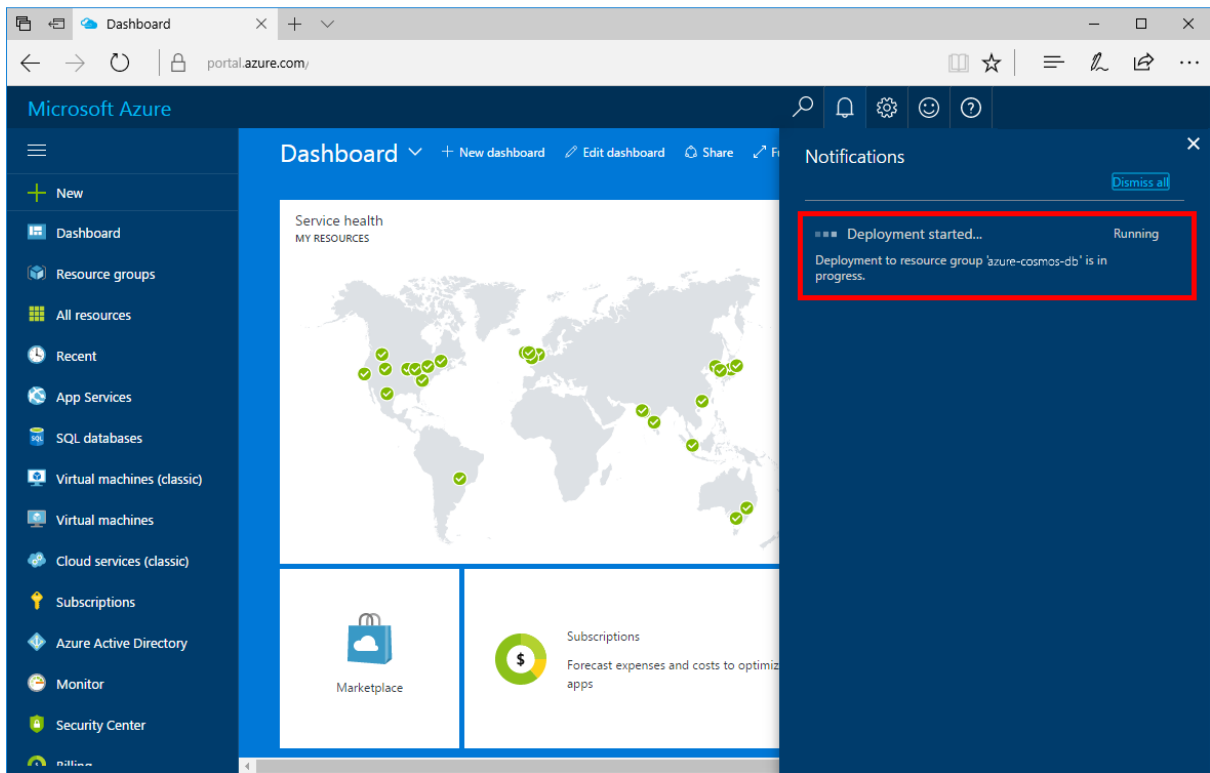 Dashboard
portal.azure.com/
Microsoft Azure
Dashboard
+ New dashboard
Edit dashboard
Share
Notifications
Dismiss all
New
Dashboard
Resource groups
All resources
Recent
App Services
SQL databases
Virtual machines (classic)
Virtual machines
Cloud services (classic)
Subscriptions
Azure Active Directory
Monitor
Security Center
Service health
MY RESOURCES
Marketplace
Subscriptions
Forecast expenses and costs to optimiz
apps
Deployment started... Running
Deployment to resource group 'azure-cosmos-db' is in
progress.